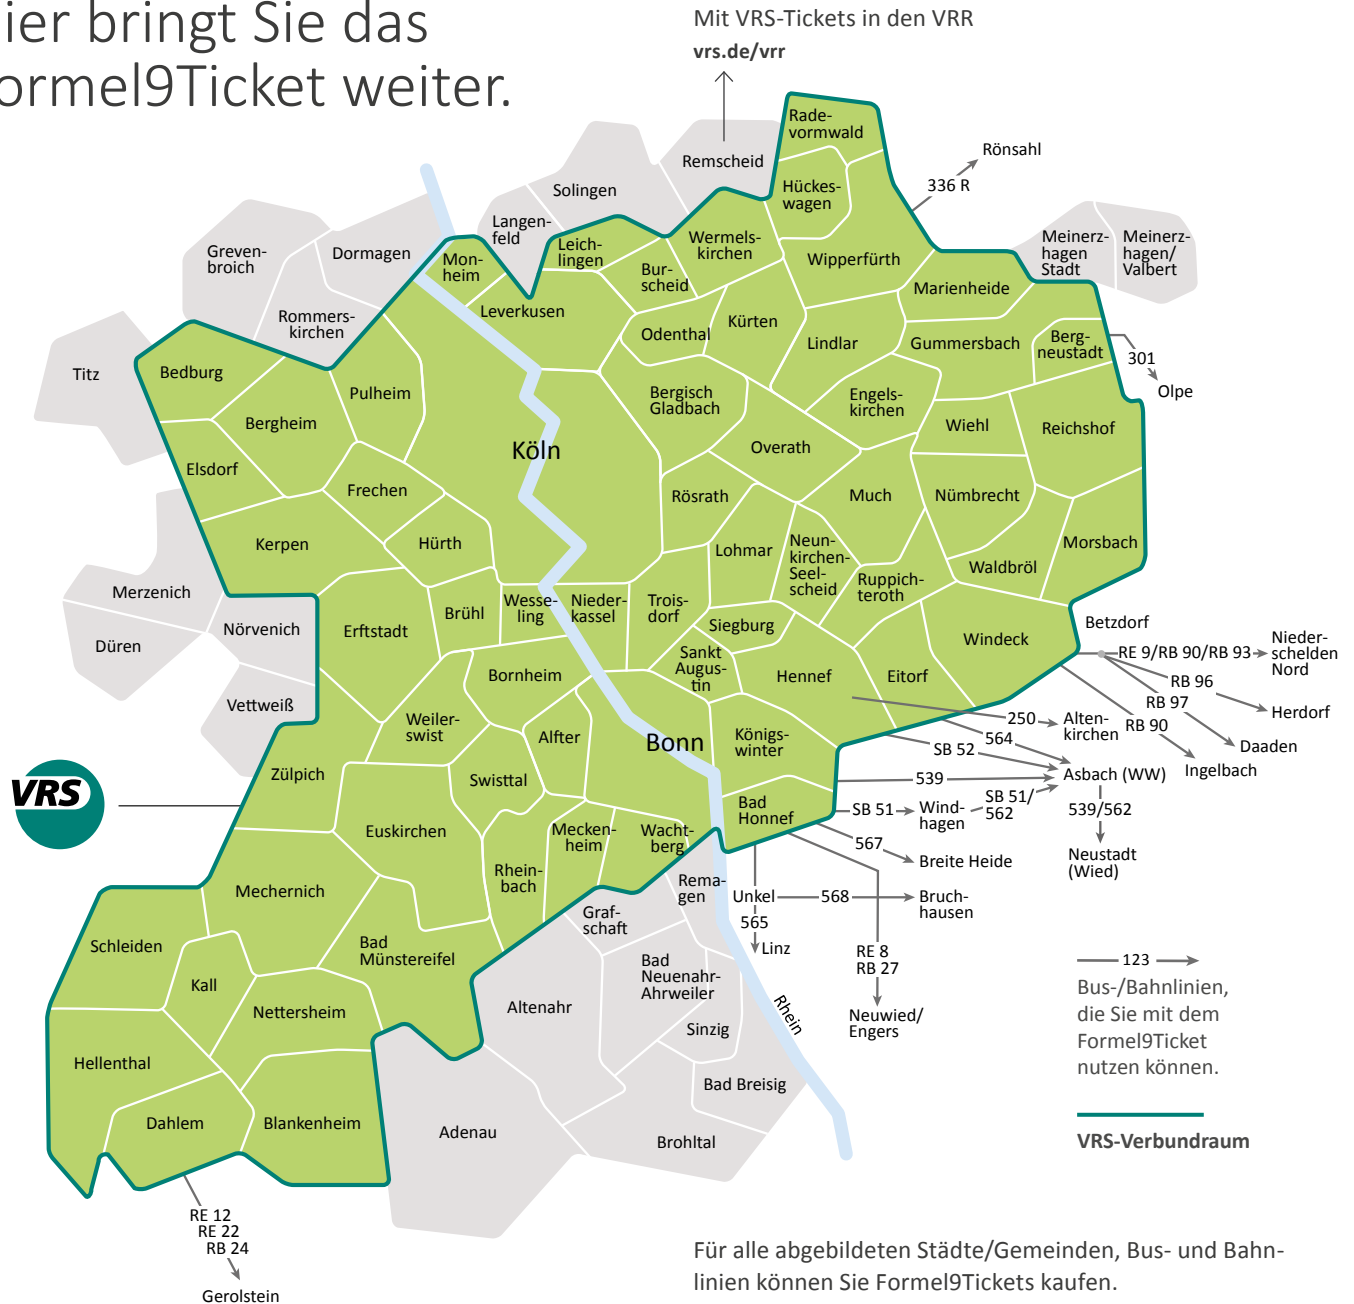 ier bringt Sie das
ormel9Ticket weiter.
Mit VRS-Tickets in den VRR
vrs.de/vrr
Rade-
vormwald
Remscheid
Rönsahl
336 R
Solingen
Hückes-
wagen
Langen-
feld
Leich-
lingen
Wermels-
kirchen
Wipperfürth
Meinerz-
hagen
Stadt
Meinerz-
hagen/
Valbert
Greven-
broich
Dormagen
Mon-
heim
Bur-
scheid
Marienheide
Rommers-
kirchen
Leverkusen
Odenthal
Kürten
Lindlar
Gummersbach
Berg-
neustadt
301
Olpe
Titz
Bedburg
Pulheim
Bergheim
Bergisch
Gladbach
Engels-
kirchen
Wiehl
Reichshof
Köln
Overath
Elsdorf
Frechen
Rösrath
Much
Nümbrecht
Kerpen
Hürth
Lohmar
Neun-
kirchen-
Seel-
scheid
Ruppich-
teroth
Waldbröl
Morsbach
Merzenich
Düren
Nörvenich
Erftstadt
Brühl
Wesse-
ling
Nieder-
kassel
Trois-
dorf
Siegburg
Windeck
Betzdorf
RE 9/RB 90/RB 93
Nieder-
schelden
Nord
RB 96
Herdorf
RB 97
Daaden
RB 90
Ingelbach
Vettweiß
Bornheim
Sankt
Augus-
tin
Hennef
Eitorf
250
Alten-
kirchen
564
SB 52
Weiler-
swist
Alfter
Bonn
Königs-
winter
Zülpich
Swisttal
539
Asbach (WW)
VRS
Euskirchen
Mecken-
heim
Wacht-
berg
Bad
Honnef
SB 51
Wind-
hagen
SB 51/
562
539/562
567
Breite Heide
Neustadt
(Wied)
Rhein-
bach
Mechernich
Rema-
gen
Unkel
568
Bruch-
hausen
565
Linz
Graf-
schaft
RE 8
RB 27
Neuwied/
Engers
Schleiden
Bad
Münstereifel
Kall
Nettersheim
Altenahr
Bad
Neuenahr-
Ahrweiler
Sinzig
Rhein
Hellenthal
Bad Breisig
Dahlem
Blankenheim
Adenau
Brohltal
123
Bus-/Bahnlinien,
die Sie mit dem
Formel9Ticket
nutzen können.
VRS-Verbundraum
RE 12
RE 22
RB 24
Gerolstein
Für alle abgebildeten Städte/Gemeinden, Bus- und Bahn-
linien können Sie Formel9Tickets kaufen.